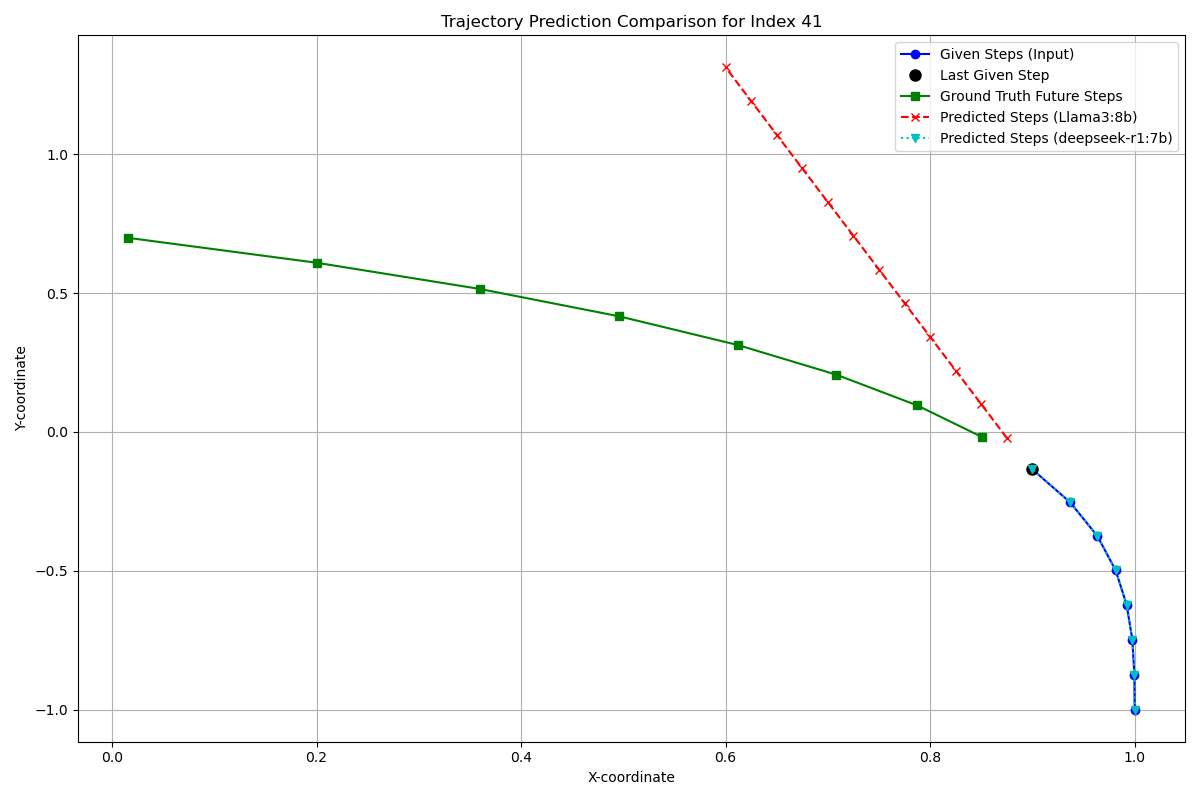 Trajectory Prediction Comparison for Index 41
Given Steps (Input)
Last Given Step
Ground Truth Future Steps
Predicted Steps (Llama3:8b)
Predicted Steps (deepseek-r1:7b)
Y-coordinate
1.0
0.5
0.0
−0.5
−1.0
0.0 0.2 0.4 0.6 0.8 1.0
X-coordinate